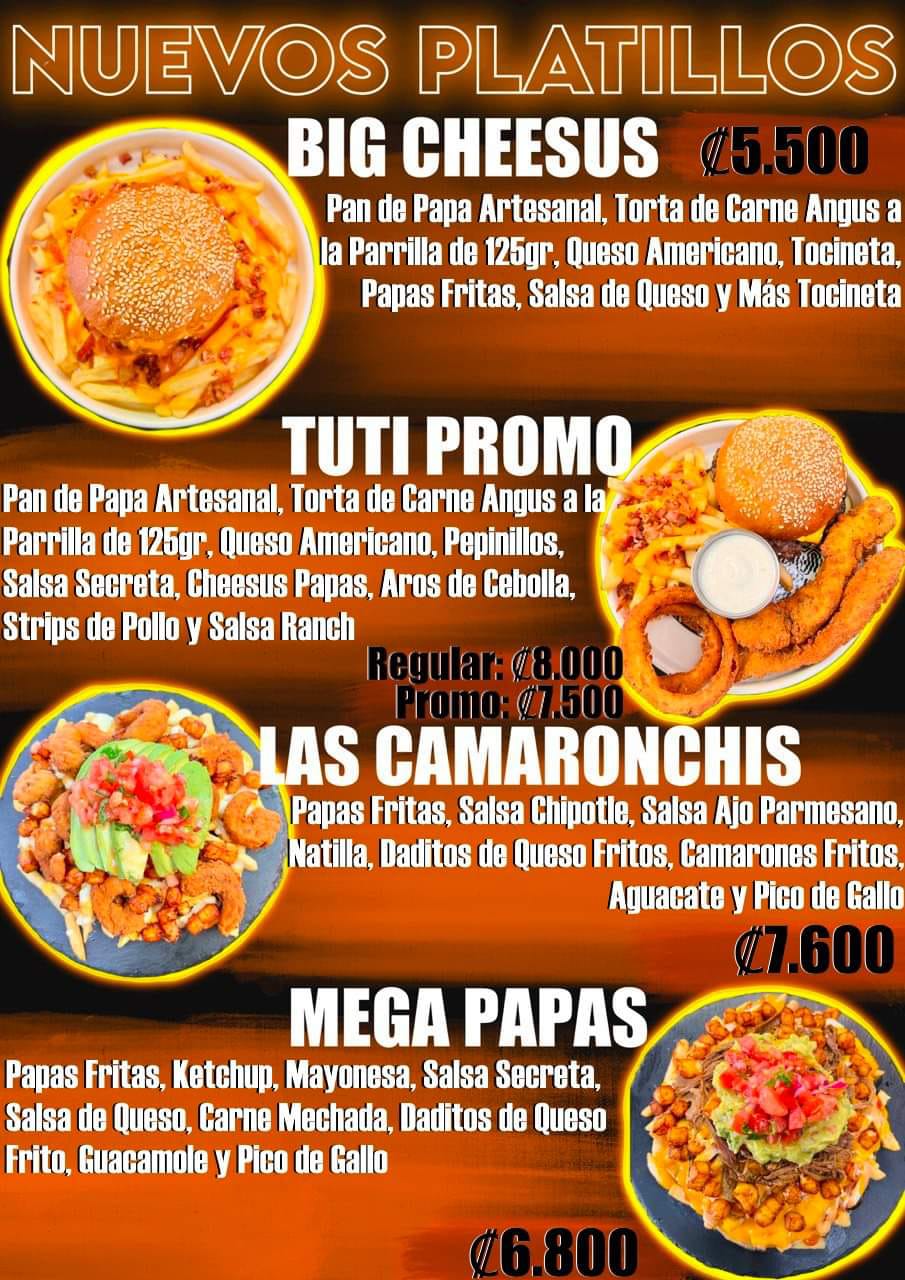 NUEVOS PLATILLOS
BIG CHEESUS ₡5.500
Pan de Papa Artesanal, Torta de Carne Angus a
la Parrilla de 125gr, Queso Americano, Tocineta,
Papas Fritas, Salsa de Queso y Más Tocineta
TUTI PROMO
Pan de Papa Artesanal, Torta de Carne Angus a la
Parrilla de 125gr, Queso Americano, Pepinillos,
Salsa Secreta, Cheesus Papas, Aros de Cebolla,
Strips de Pollo y Salsa Ranch
Regular: ₡8.000
Promo: ₡7.500
LAS CAMARONCHIS
Papas Fritas, Salsa Chipotle, Salsa Ajo Parmesano,
Natilla, Daditos de Queso Fritos, Camarones Fritos,
Aguacate y Pico de Gallo
₡7.600
MEGA PAPAS
Papas Fritas, Ketchup, Mayonesa, Salsa Secreta,
Salsa de Queso, Carne Mechada, Daditos de Queso
Frito, Guacamole y Pico de Gallo
₡6.800